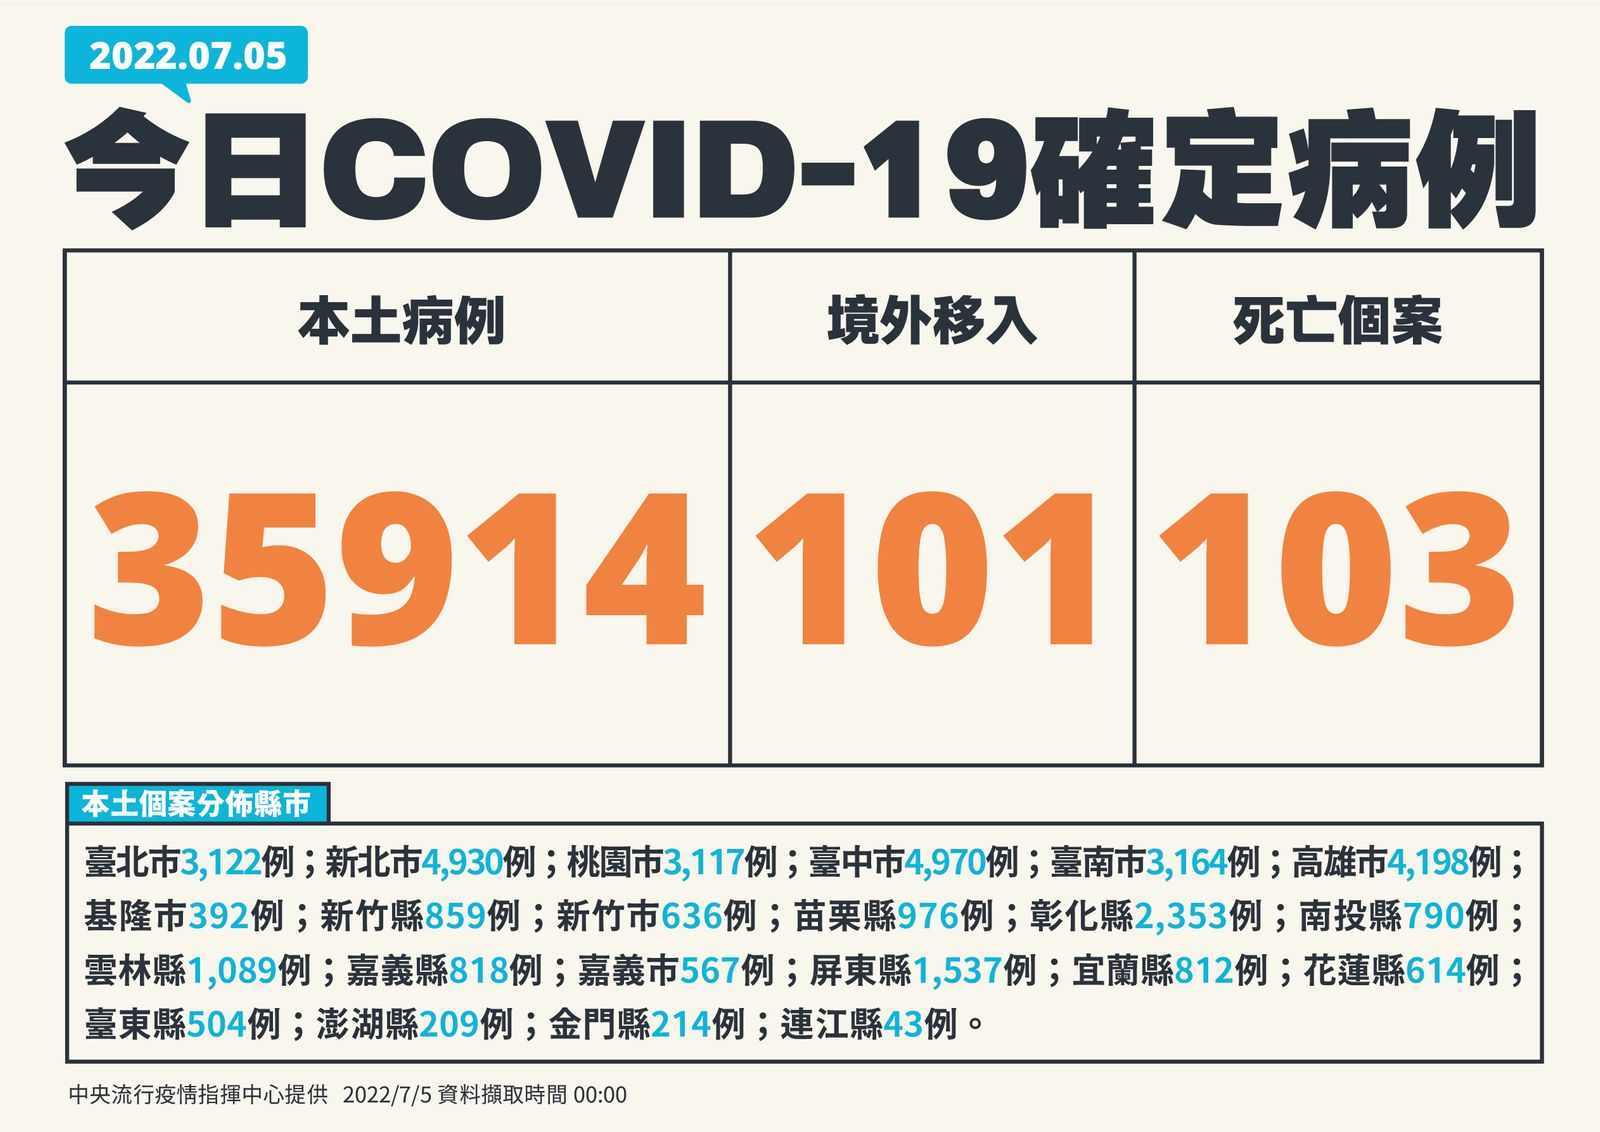 2022.07.05
今日COVID-19確定病例
本土病例 境外移入 死亡個案
35914 101 103
本土個案分佈縣市
臺北市3,122例；新北市4,930例；桃園市3,117例；臺中市4,970例；臺南市3,164例；高雄市4,198例；
基隆市392例；新竹縣859例；新竹市636例；苗栗縣976例；彰化縣2,353例；南投縣790例；
雲林縣1,089例；嘉義縣818例；嘉義市567例；屏東縣1,537例；宜蘭縣812例；花蓮縣614例；
臺東縣504例；澎湖縣209例；金門縣214例；連江縣43例。
中央流行疫情指揮中心提供 2022/7/5 資料擷取時間 00:00